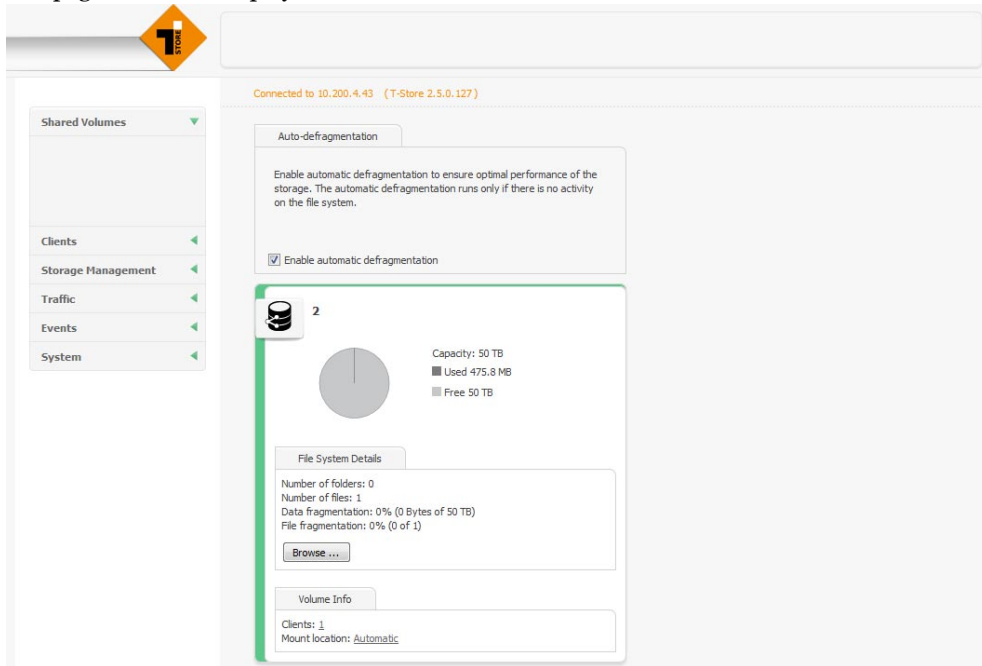 STORE
Connected to 10.200.4.43 (T-Store 2.5.0.127)
Shared Volumes
Clients
Storage Management
Traffic
Events
System
Auto-defragmentation
Enable automatic defragmentation to ensure optimal performance of the
storage. The automatic defragmentation runs only if there is no activity
on the file system.
Enable automatic defragmentation
2
Capacity: 50 TB
Used 475.8 MB
Free 50 TB
File System Details
Number of folders: 0
Number of files: 1
Data fragmentation: 0% (0 Bytes of 50 TB)
File fragmentation: 0% (0 of 1)
Browse ...
Volume Info
Clients: 1
Mount location: Automatic